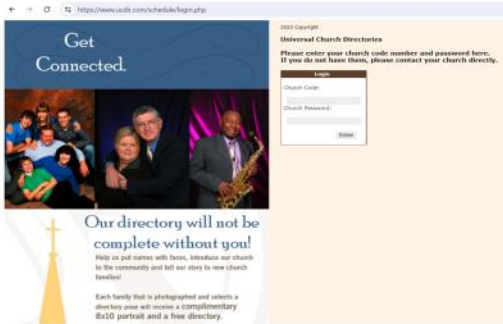 https://www.ucdir.com/schedule/login.php
Get
Connected.
Our directory will not be
complete without you!
Help us put names with faces, introduce our church
to the community and tell our story to new church
families!
Each family that is photographed and selects a
directory pose will receive a complimentary
8x10 portrait and a free directory.
2023 Copyright
Universal Church Directories
Please enter your church code number and password here.
If you do not have them, please contact your church directly.
Login
Church Code:
Church Password:
Enter